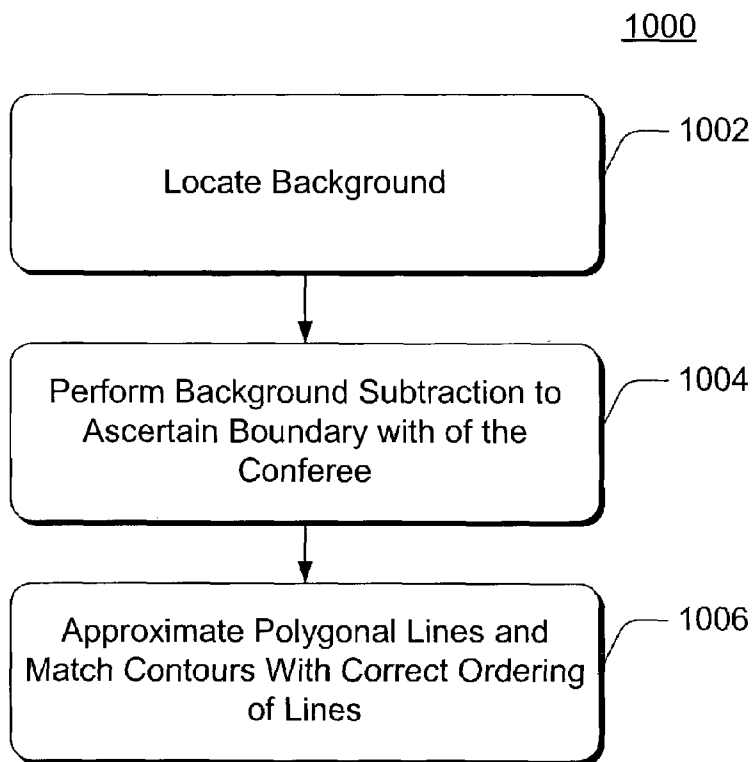 1000
Locate Background
1002
Perform Background Subtraction to
Ascertain Boundary with of the
Conferee
1004
Approximate Polygonal Lines and
Match Contours With Correct Ordering
of Lines
1006